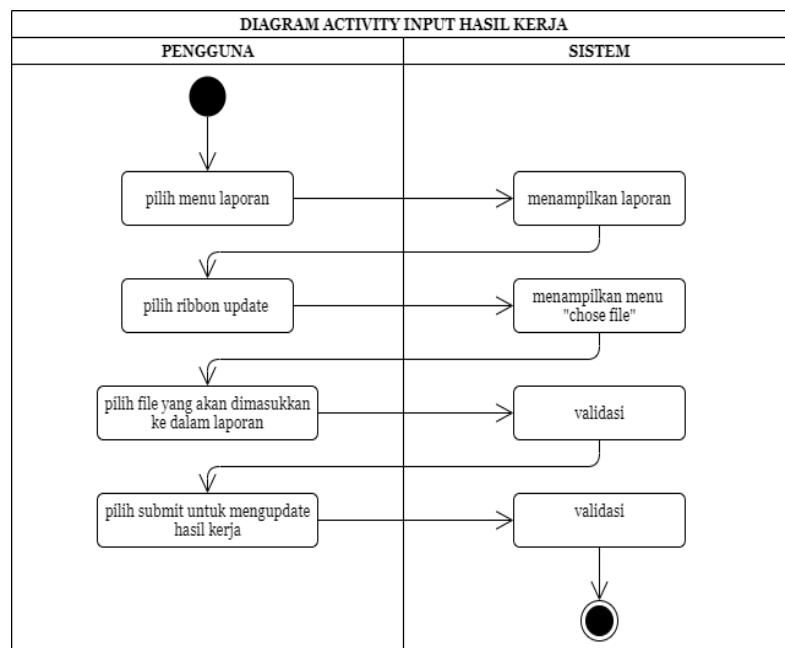 DIAGRAM ACTIVITY INPUT HASIL KERJA
PENGGUNA
SISTEM
pilih menu laporan
menampilkan laporan
pilih ribbon update
menampilkan menu
"chose file"
pilih file yang akan dimasukkan
ke dalam laporan
validasi
pilih submit untuk mengupdate
hasil kerja
validasi